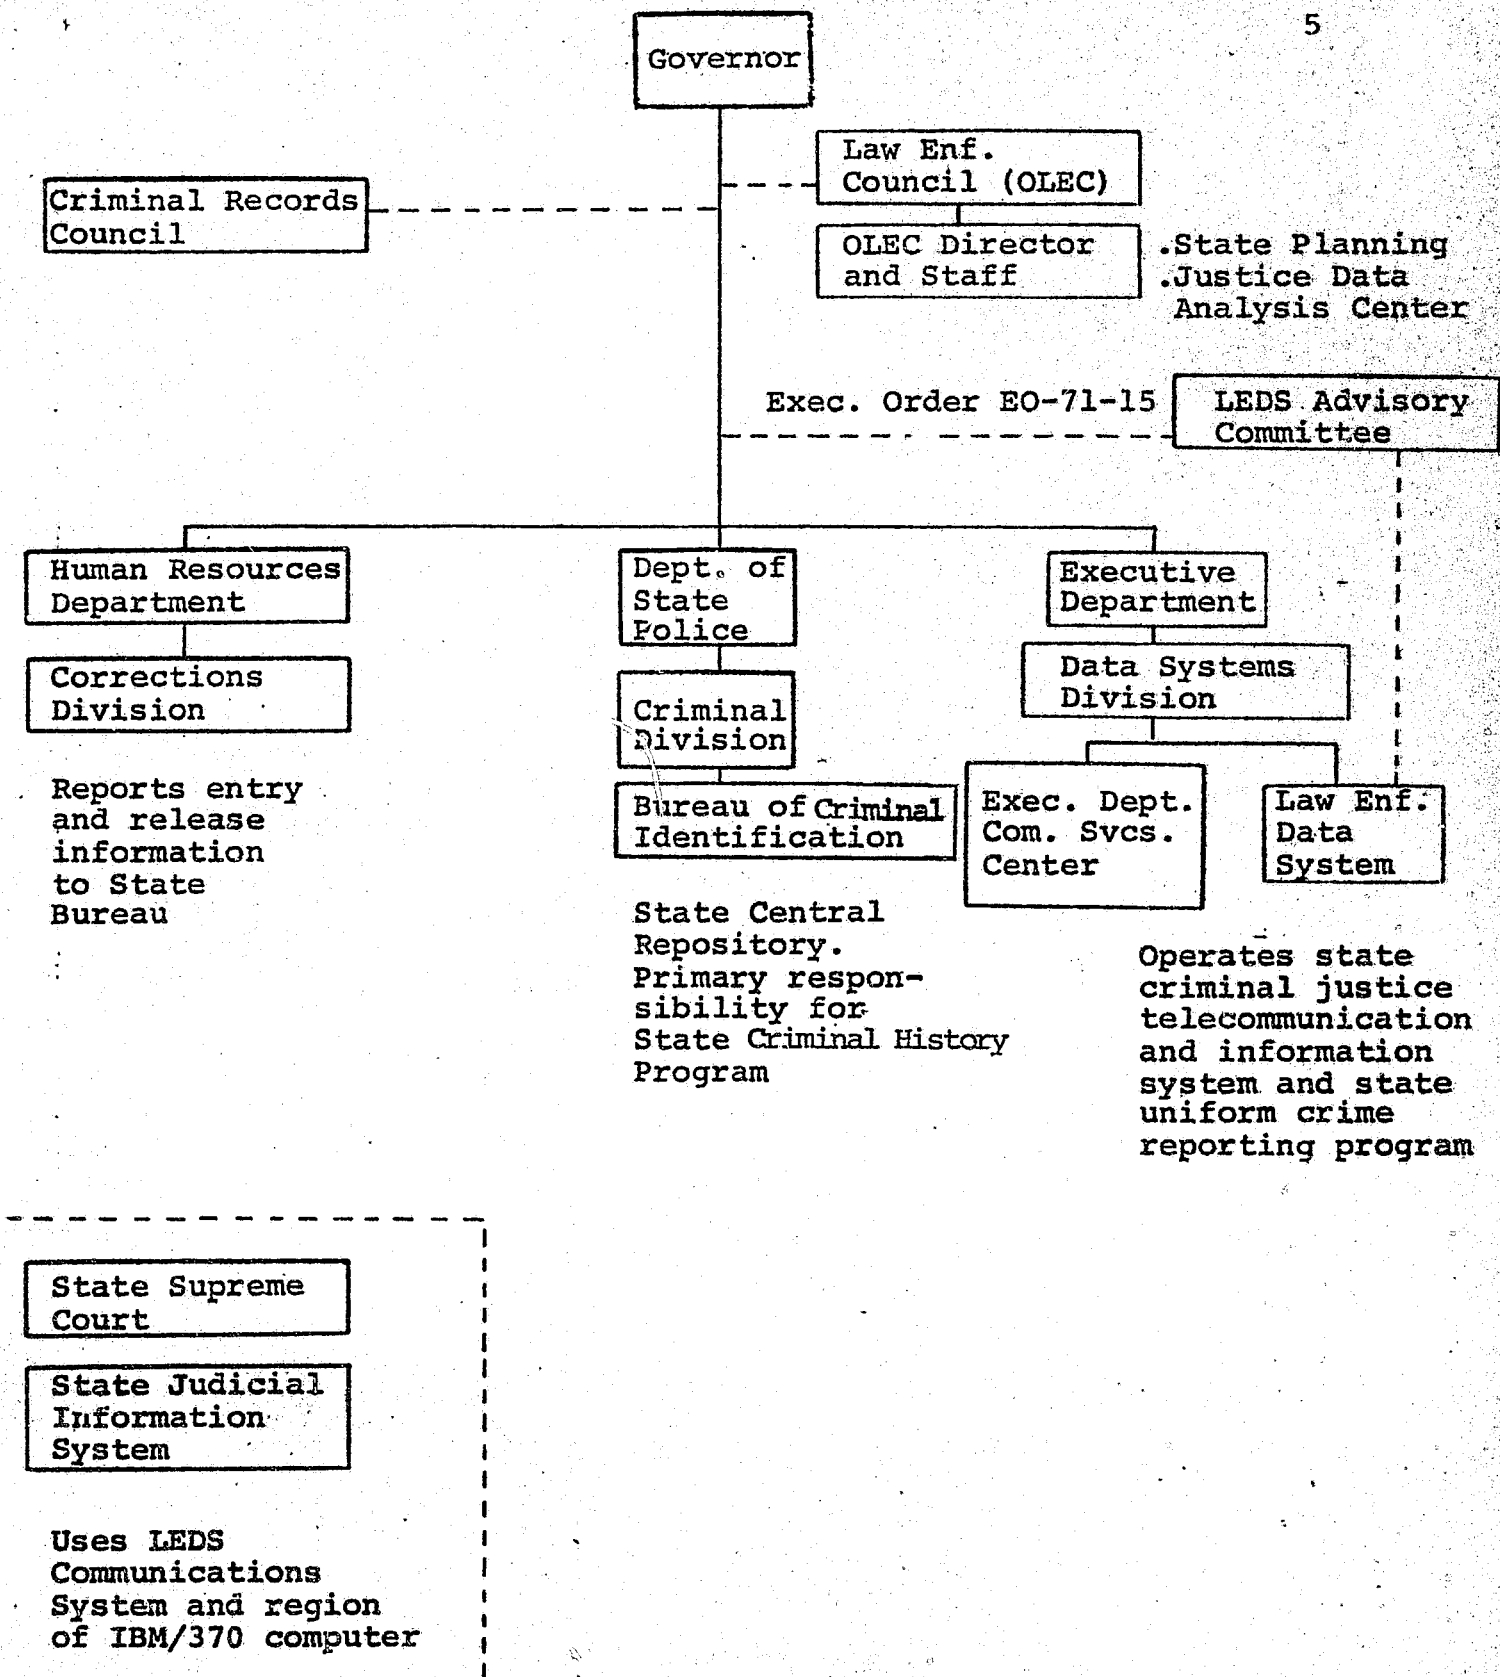 5
Governor
Law Enf.
Council (OLEC)
Criminal Records
Council
OLEC Director
and Staff
.State Planning
.Justice Data
Analysis Center
Exec. Order EO-71-15
LEDS Advisory
Committee
Human Resources
Department
Dept. of
State
Police
Executive
Department
Corrections
Division
Criminal
Division
Data Systems
Division
Reports entry
and release
information
to State
Bureau
Bureau of Criminal
Identification
Exec. Dept.
Com. Svcs.
Center
Law Enf.
Data
System
State Central
Repository.
Primary respon-
sibility for
State Criminal History
Program
Operates state
criminal justice
telecommunication
and information
system and state
uniform crime
reporting program
State Supreme
Court
State Judicial
Information
System
Uses LEDS
Communications
System and region
of IBM/370 computer